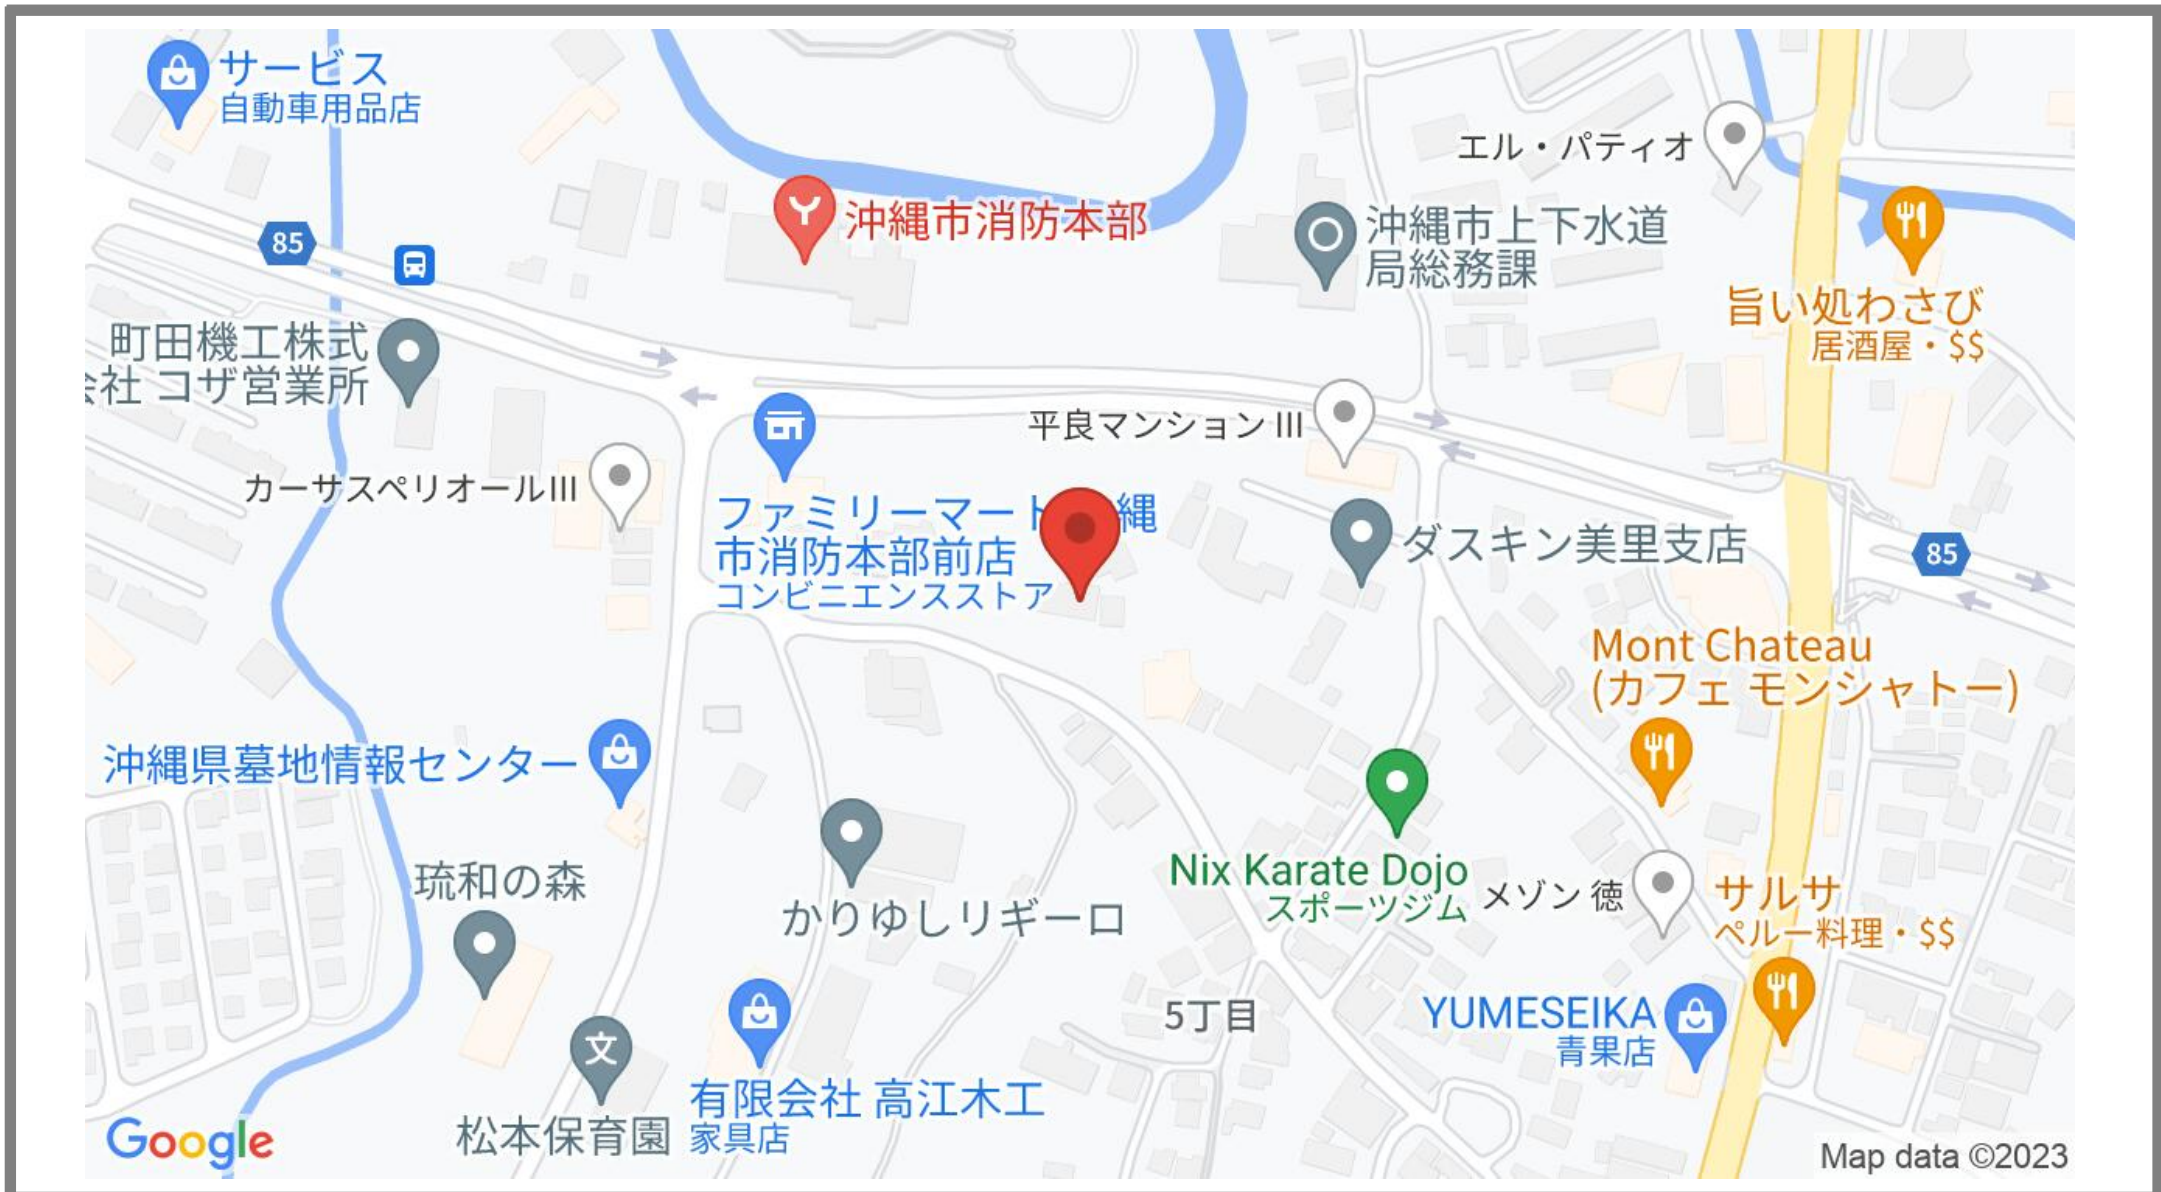 サービス
自動車用品店
エル・パティオ
沖縄市消防本部
沖縄市上下水道
局総務課
85
旨い処わさび
居酒屋・$$
町田機工株式
会社 コザ営業所
平良マンション III
カーサスペリオールIII
ファミリーマート 縄
市消防本部前店
コンビニエンスストア
ダスキン美里支店
85
Mont Chateau
(カフェ モンシャトー)
沖縄県墓地情報センター
琉和の森
かりゆしリギーロ
Nix Karate Dojo
スポーツジム
メゾン 徳
サルサ
ペルー料理・$$
5丁目
YUMESEIKA
青果店
文
有限会社 高江木工
家具店
松本保育園
Google
Map data ©2023